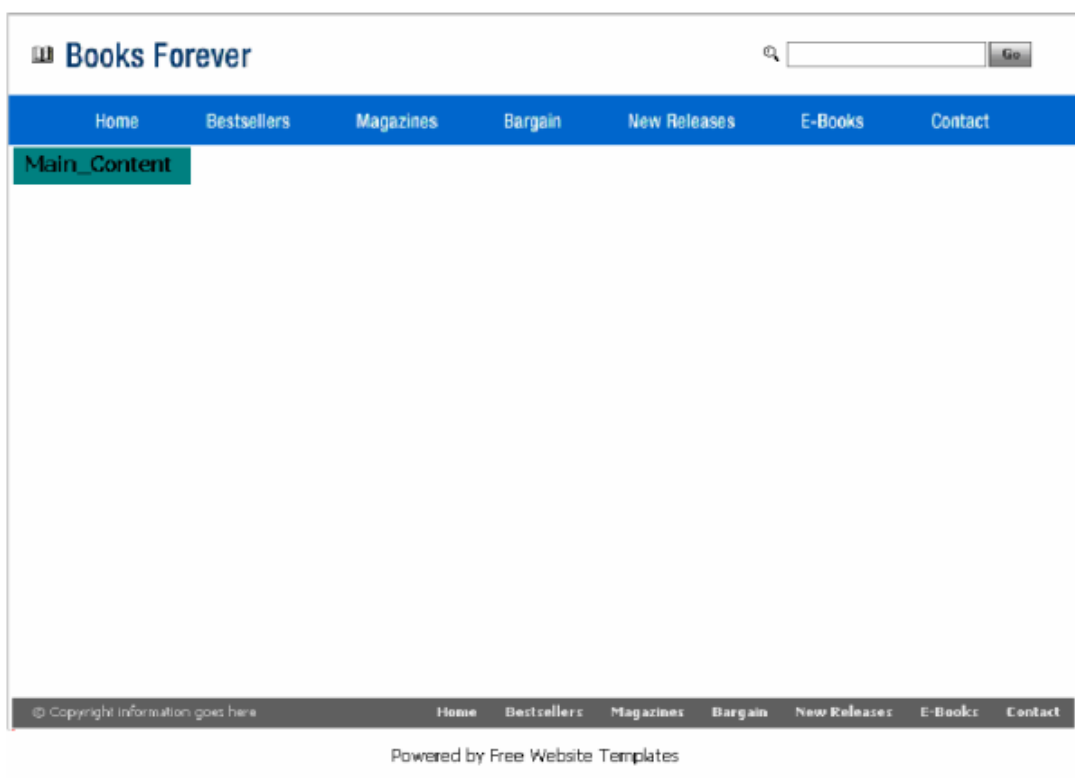 Books Forever
Go
Home Bestsellers Magazines Bargain New Releases E-Books Contact
Main_Content
© Copyright information goes here Home Bestsellers Magazines Bargain New Releases E-Books Contact
Powered by Free Website Templates